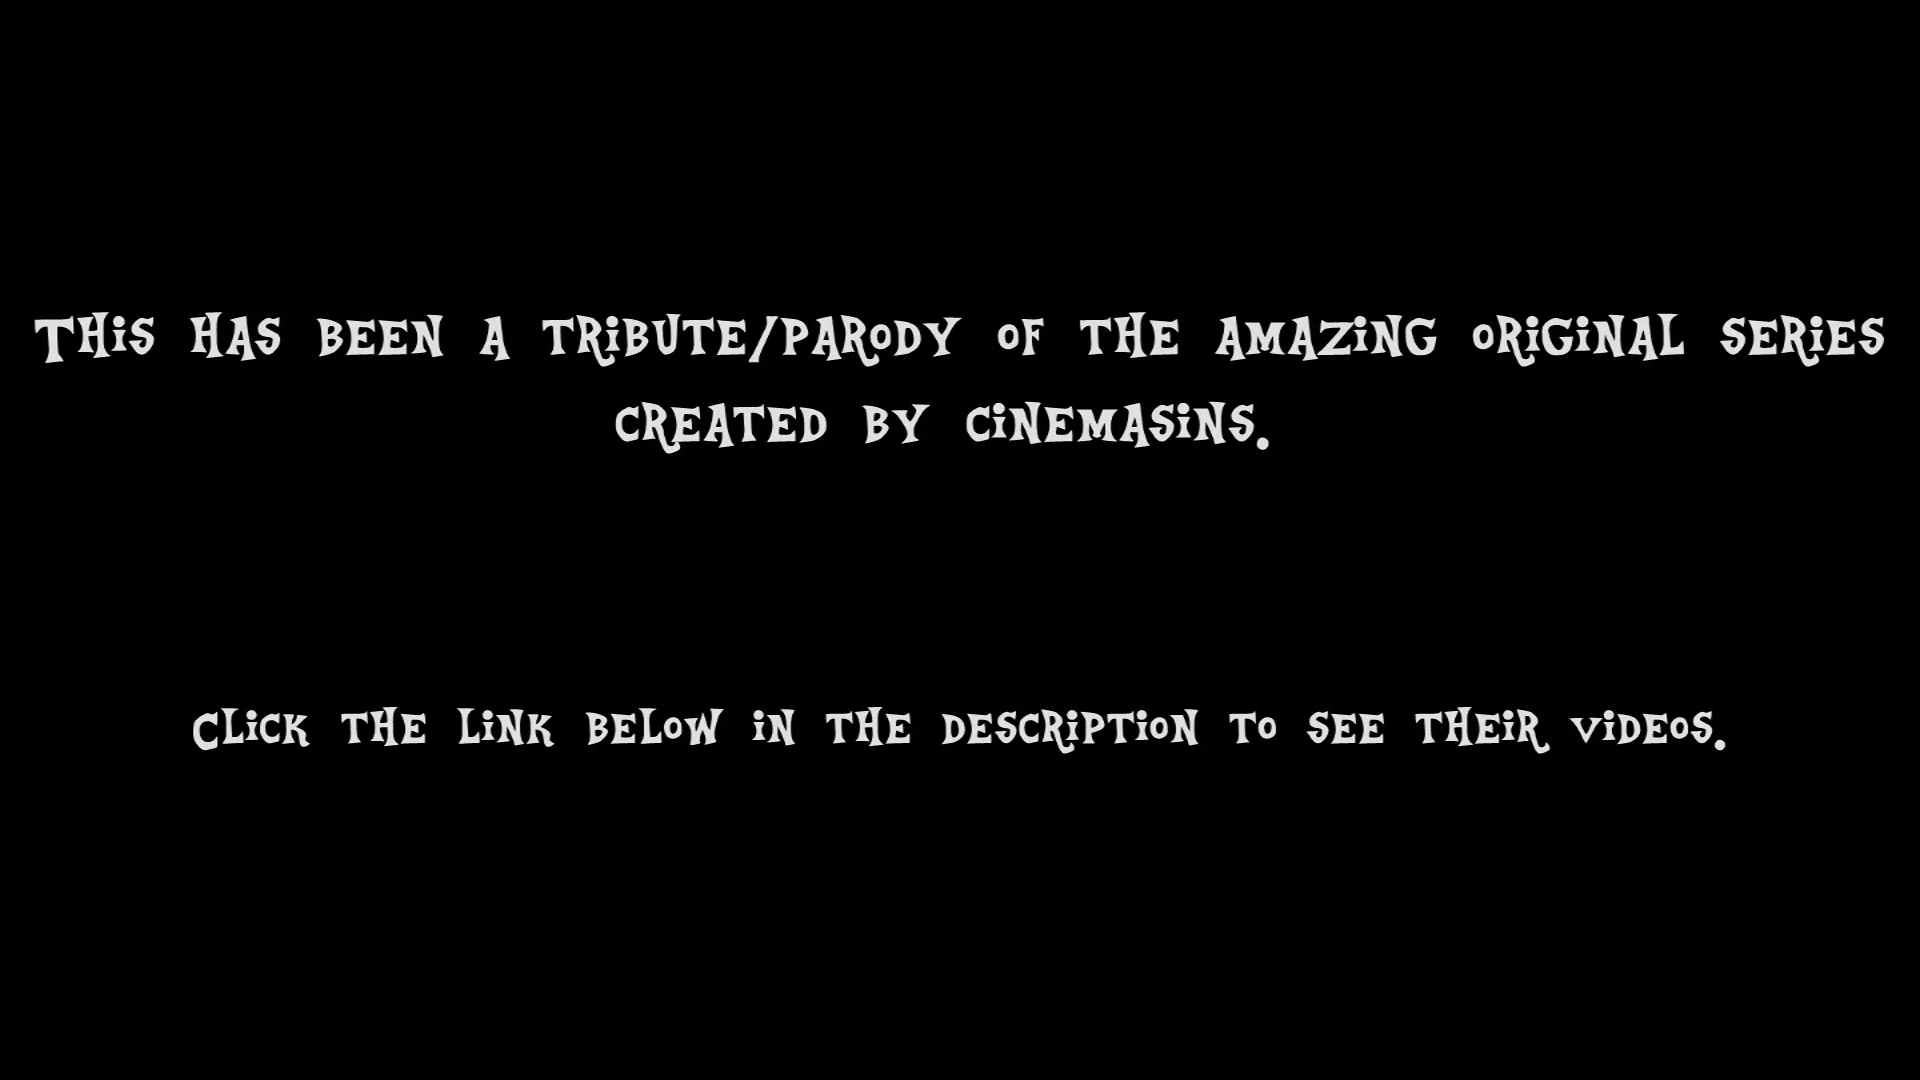 This has been a tribute/parody of the amazing original series
created by cinemasins.
Click the link below in the description to see their videos.